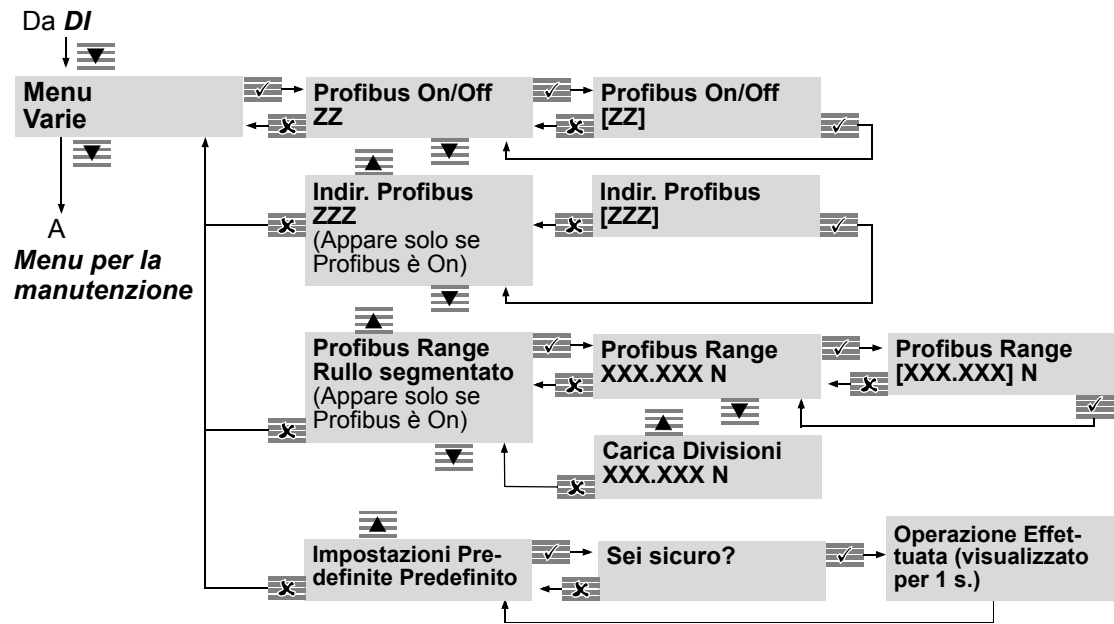 Da DI
Menu
Varie
Profibus On/Off
ZZ
Profibus On/Off
[ZZ]
A
Menu per la
manutenzione
Indir. Profibus
ZZZ
(Appare solo se
Profibus è On)
Indir. Profibus
[ZZZ]
Profibus Range
Rullo segmentato
(Appare solo se
Profibus è On)
Profibus Range
XXX.XXX N
Profibus Range
[XXX.XXX] N
Carica Divisioni
XXX.XXX N
Impostazioni Pre-
definite Predefinito
Sei sicuro?
Operazione Effet-
tuata (visualizzato
per 1 s.)